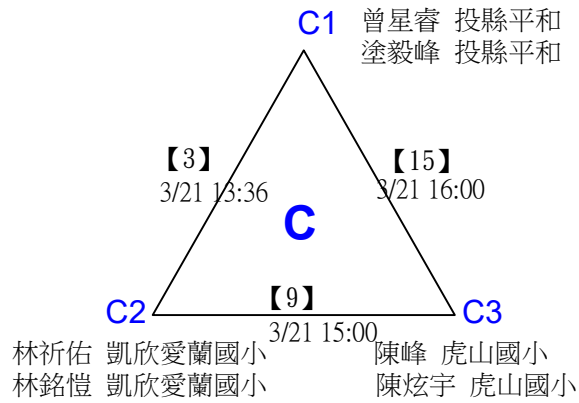 C1
曾星睿 投縣平和
塗毅峰 投縣平和
【3】
3/21 13:36
【15】
3/21 16:00
C
【9】
3/21 15:00
C2
C3
林祈佑 凱欣愛蘭國小
林銘愷 凱欣愛蘭國小
陳峰 虎山國小
陳炫宇 虎山國小